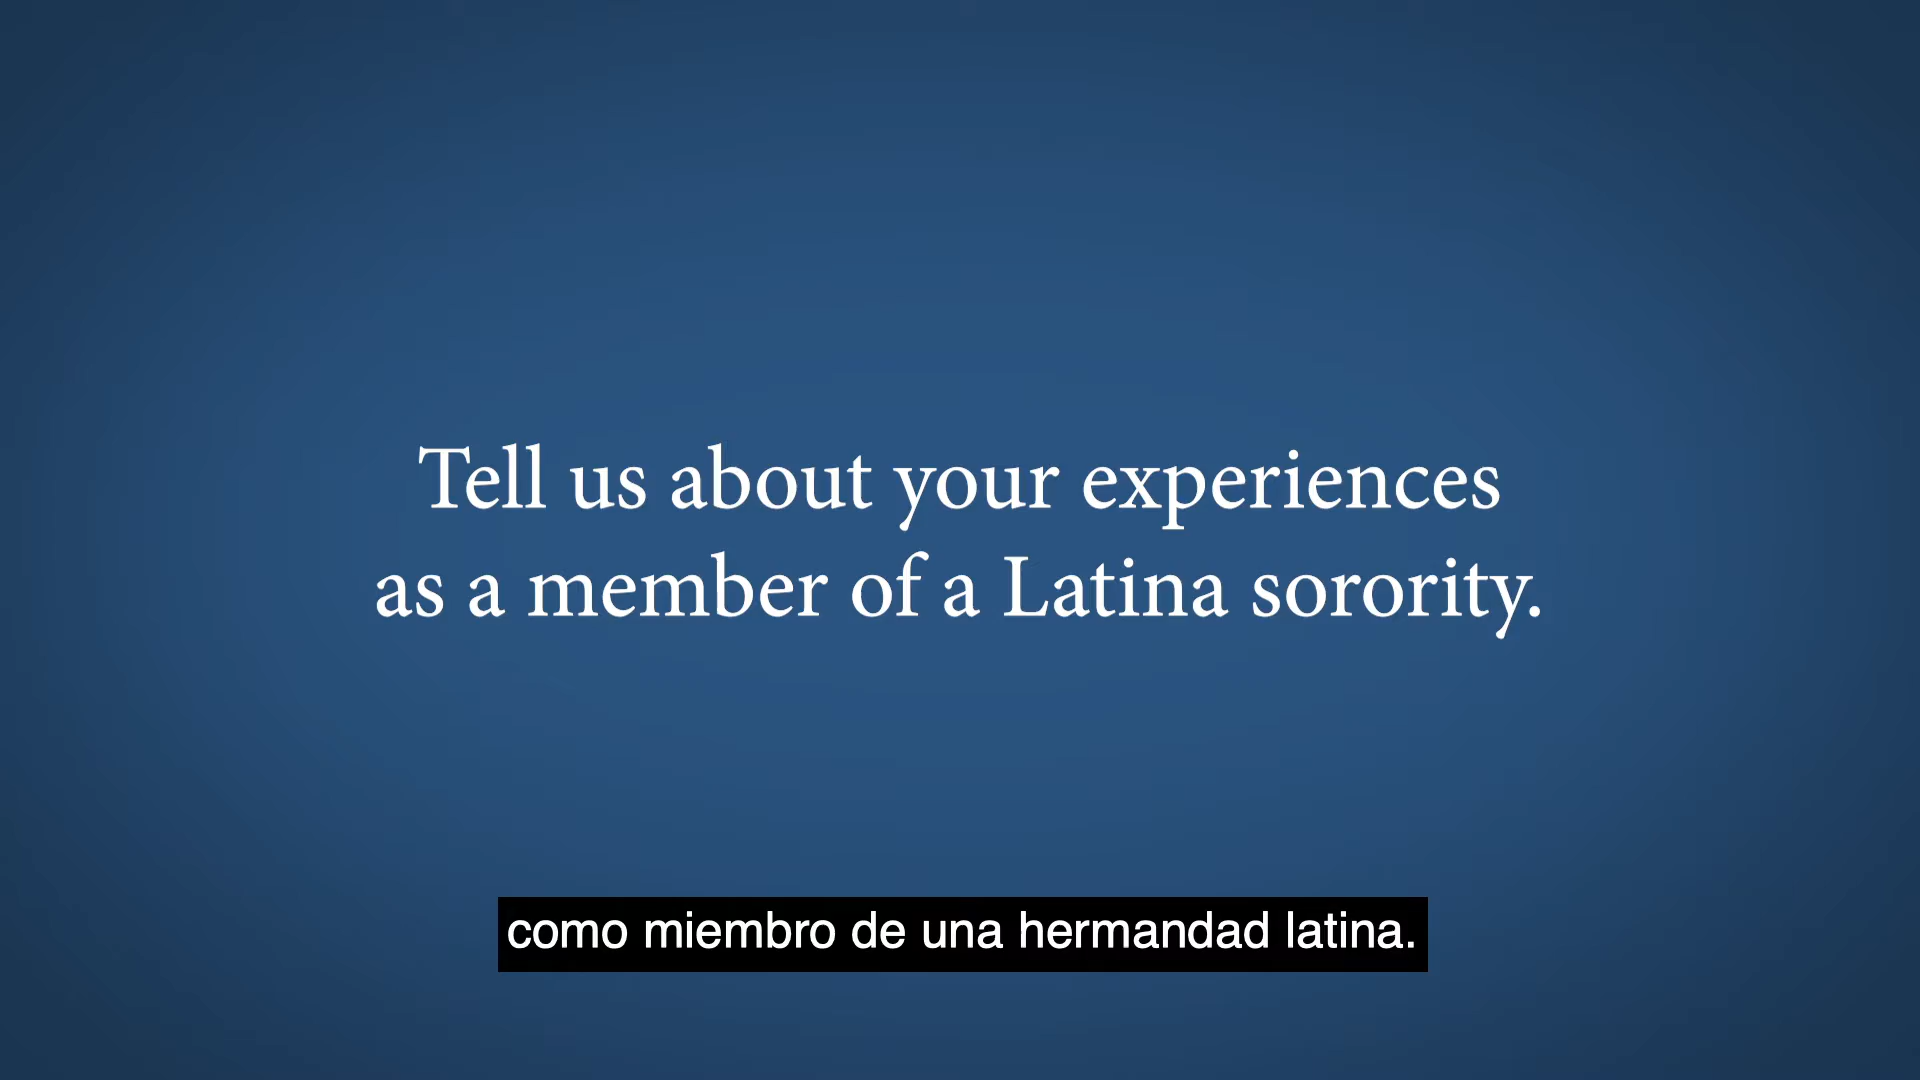 Tell us about your experiences
as a member of a Latina sorority.
como miembro de una hermandad latina.